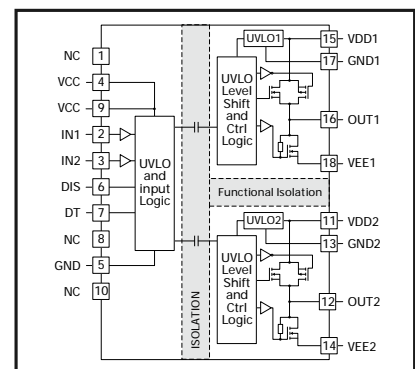 NC 1
VCC 4
VCC 9
IN1 2
IN2 3
DIS 6
DT 7
NC 8
GND 5
NC 10
UVLO
and
input
Logic
ISOLATION
UVLO1
UVLO
Level
Shift
and
Ctrl
Logic
15 VDD1
17 GND1
16 OUT1
18 VEE1
Functional Isolation
UVLO2
UVLO
Level
Shift
and
Ctrl
Logic
11 VDD2
13 GND2
12 OUT2
14 VEE2